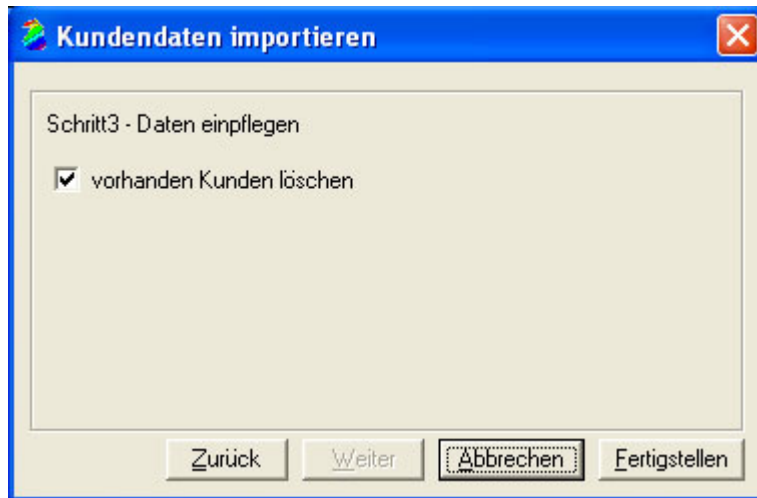 Kundendaten importieren
Schritt3 - Daten einpflegen
vorhanden Kunden löschen
Zurück Weiter Abbrechen Fertigstellen